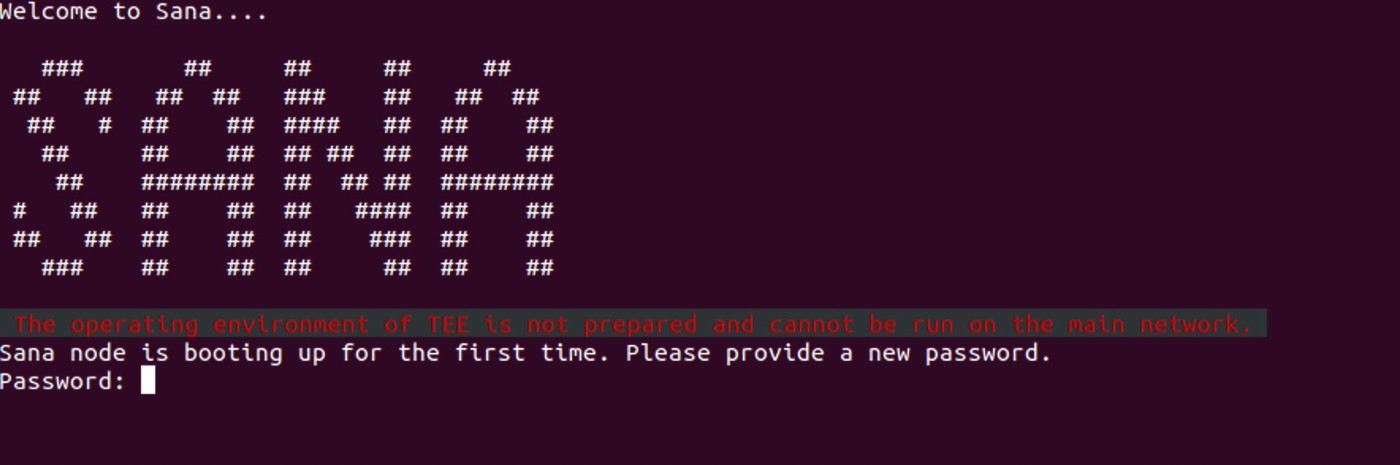 Welcome to Sana....
SANA
The operating environment of TEE is not prepared and cannot be run on the main network.
Sana node is booting up for the first time. Please provide a new password.
Password: